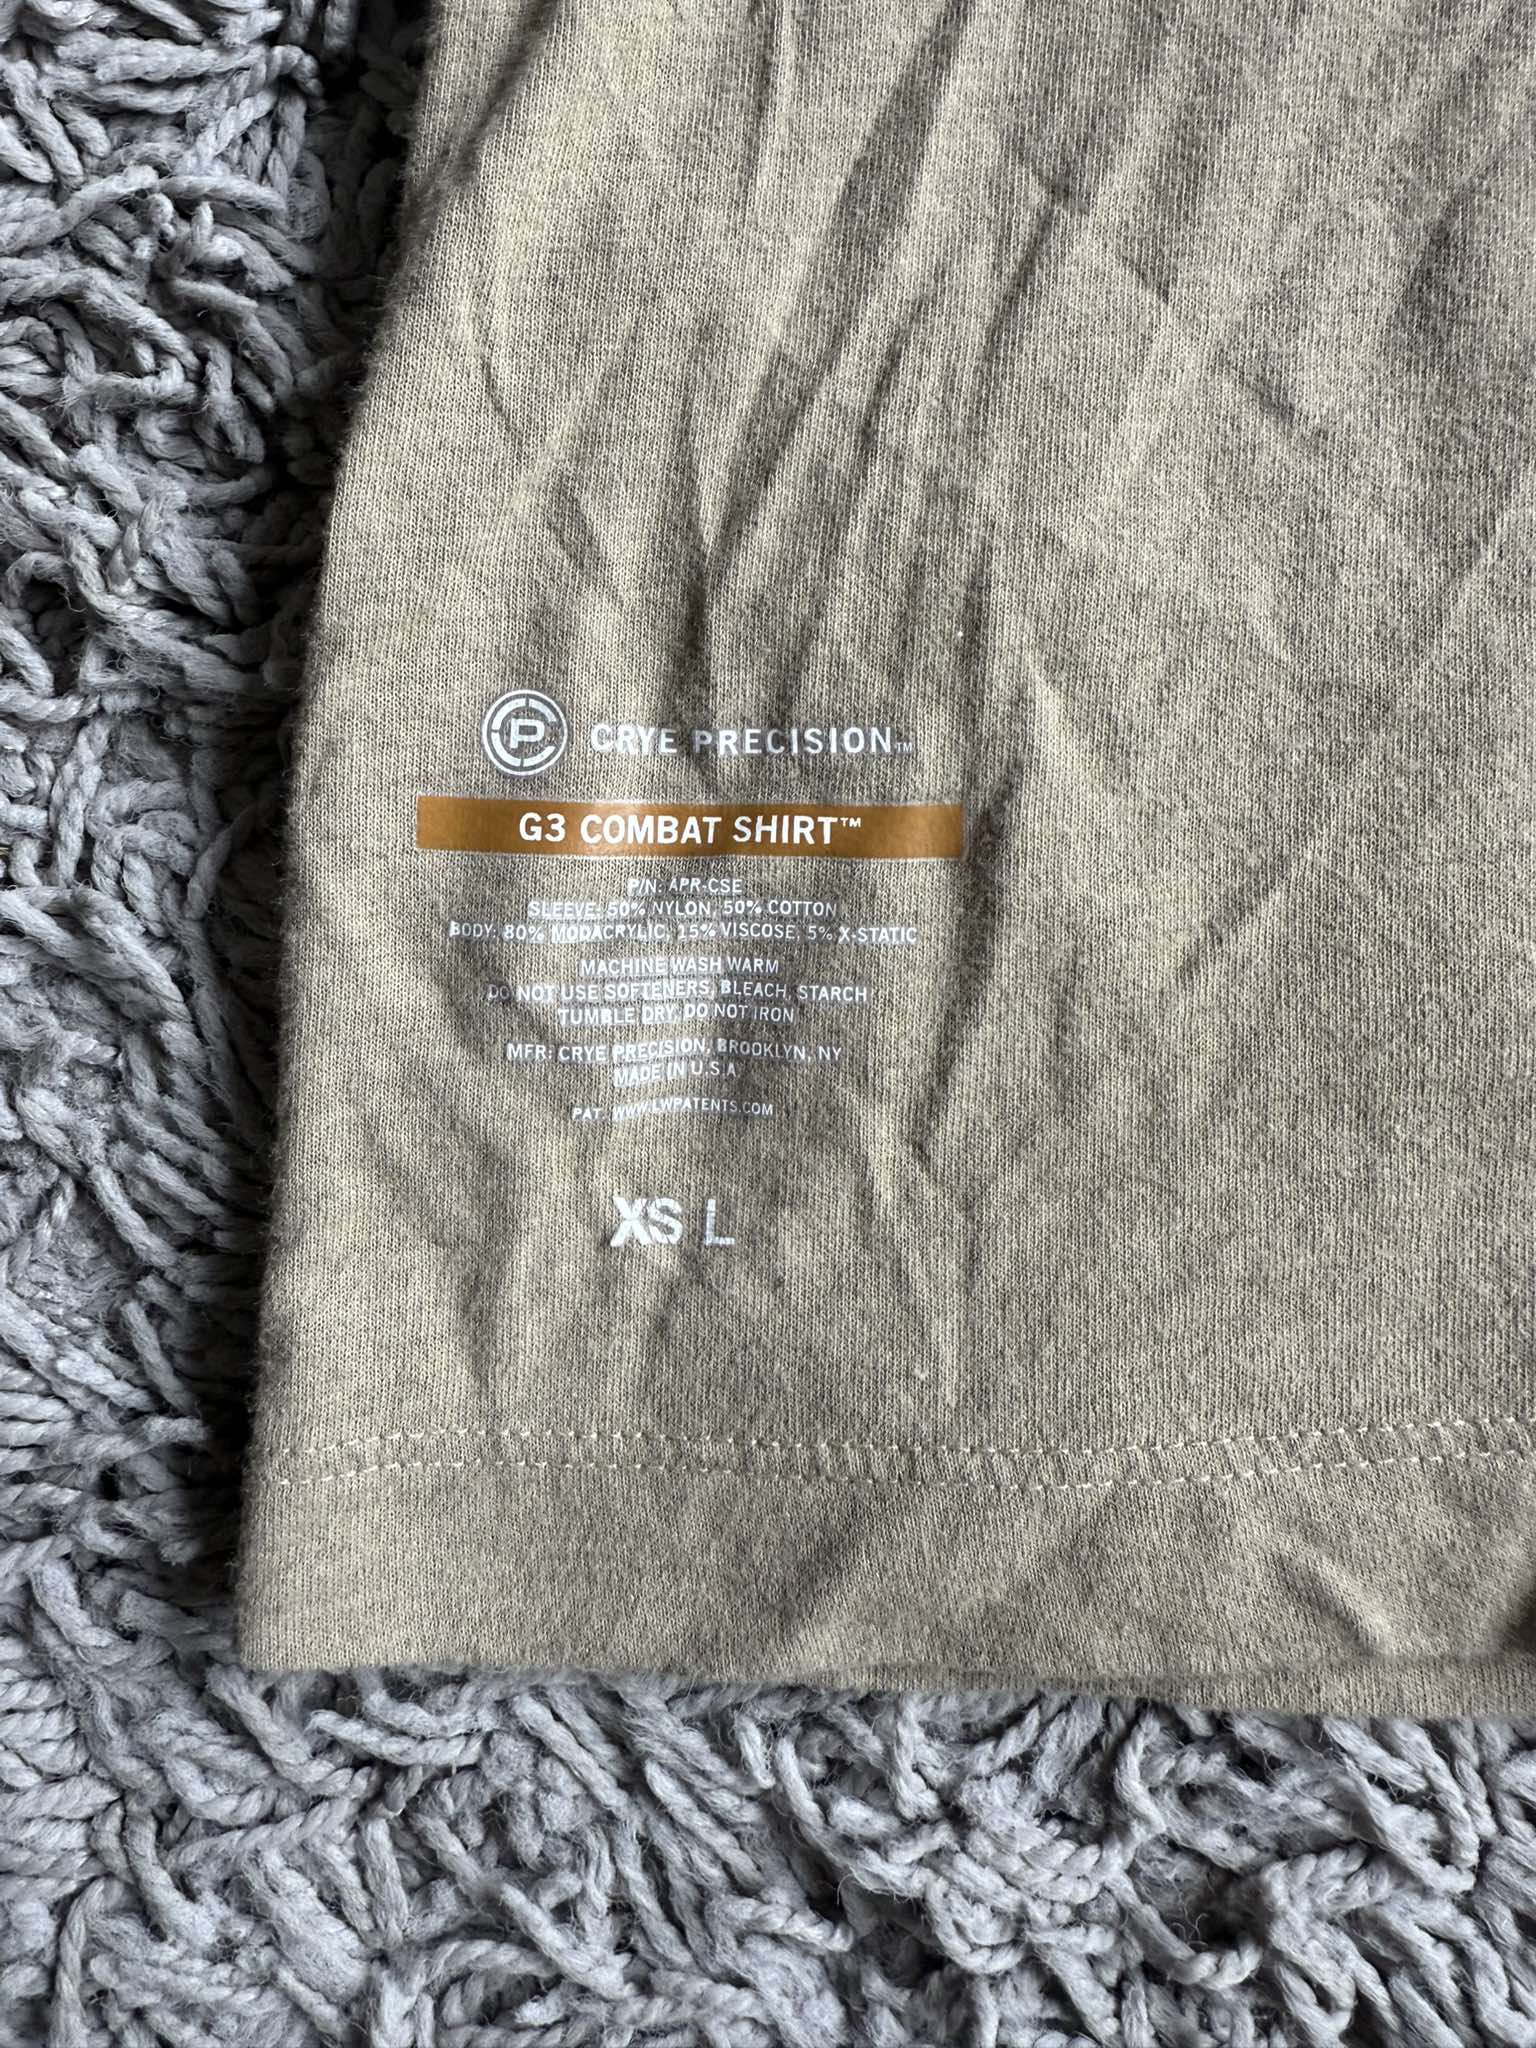 CP CRYE PRECISION™
G3 COMBAT SHIRT™
P/N: APR-CSE
SLEEVE: 50% NYLON, 50% COTTON
BODY: 80% MODACRYLIC, 15% VISCOSE, 5% X-STATIC
MACHINE WASH WARM
DO NOT USE SOFTENERS, BLEACH, STARCH
TUMBLE DRY, DO NOT IRON
MFR: CRYE PRECISION, BROOKLYN, NY
MADE IN U.S.A
PAT. WWW.LWPATENTS.COM
XS L